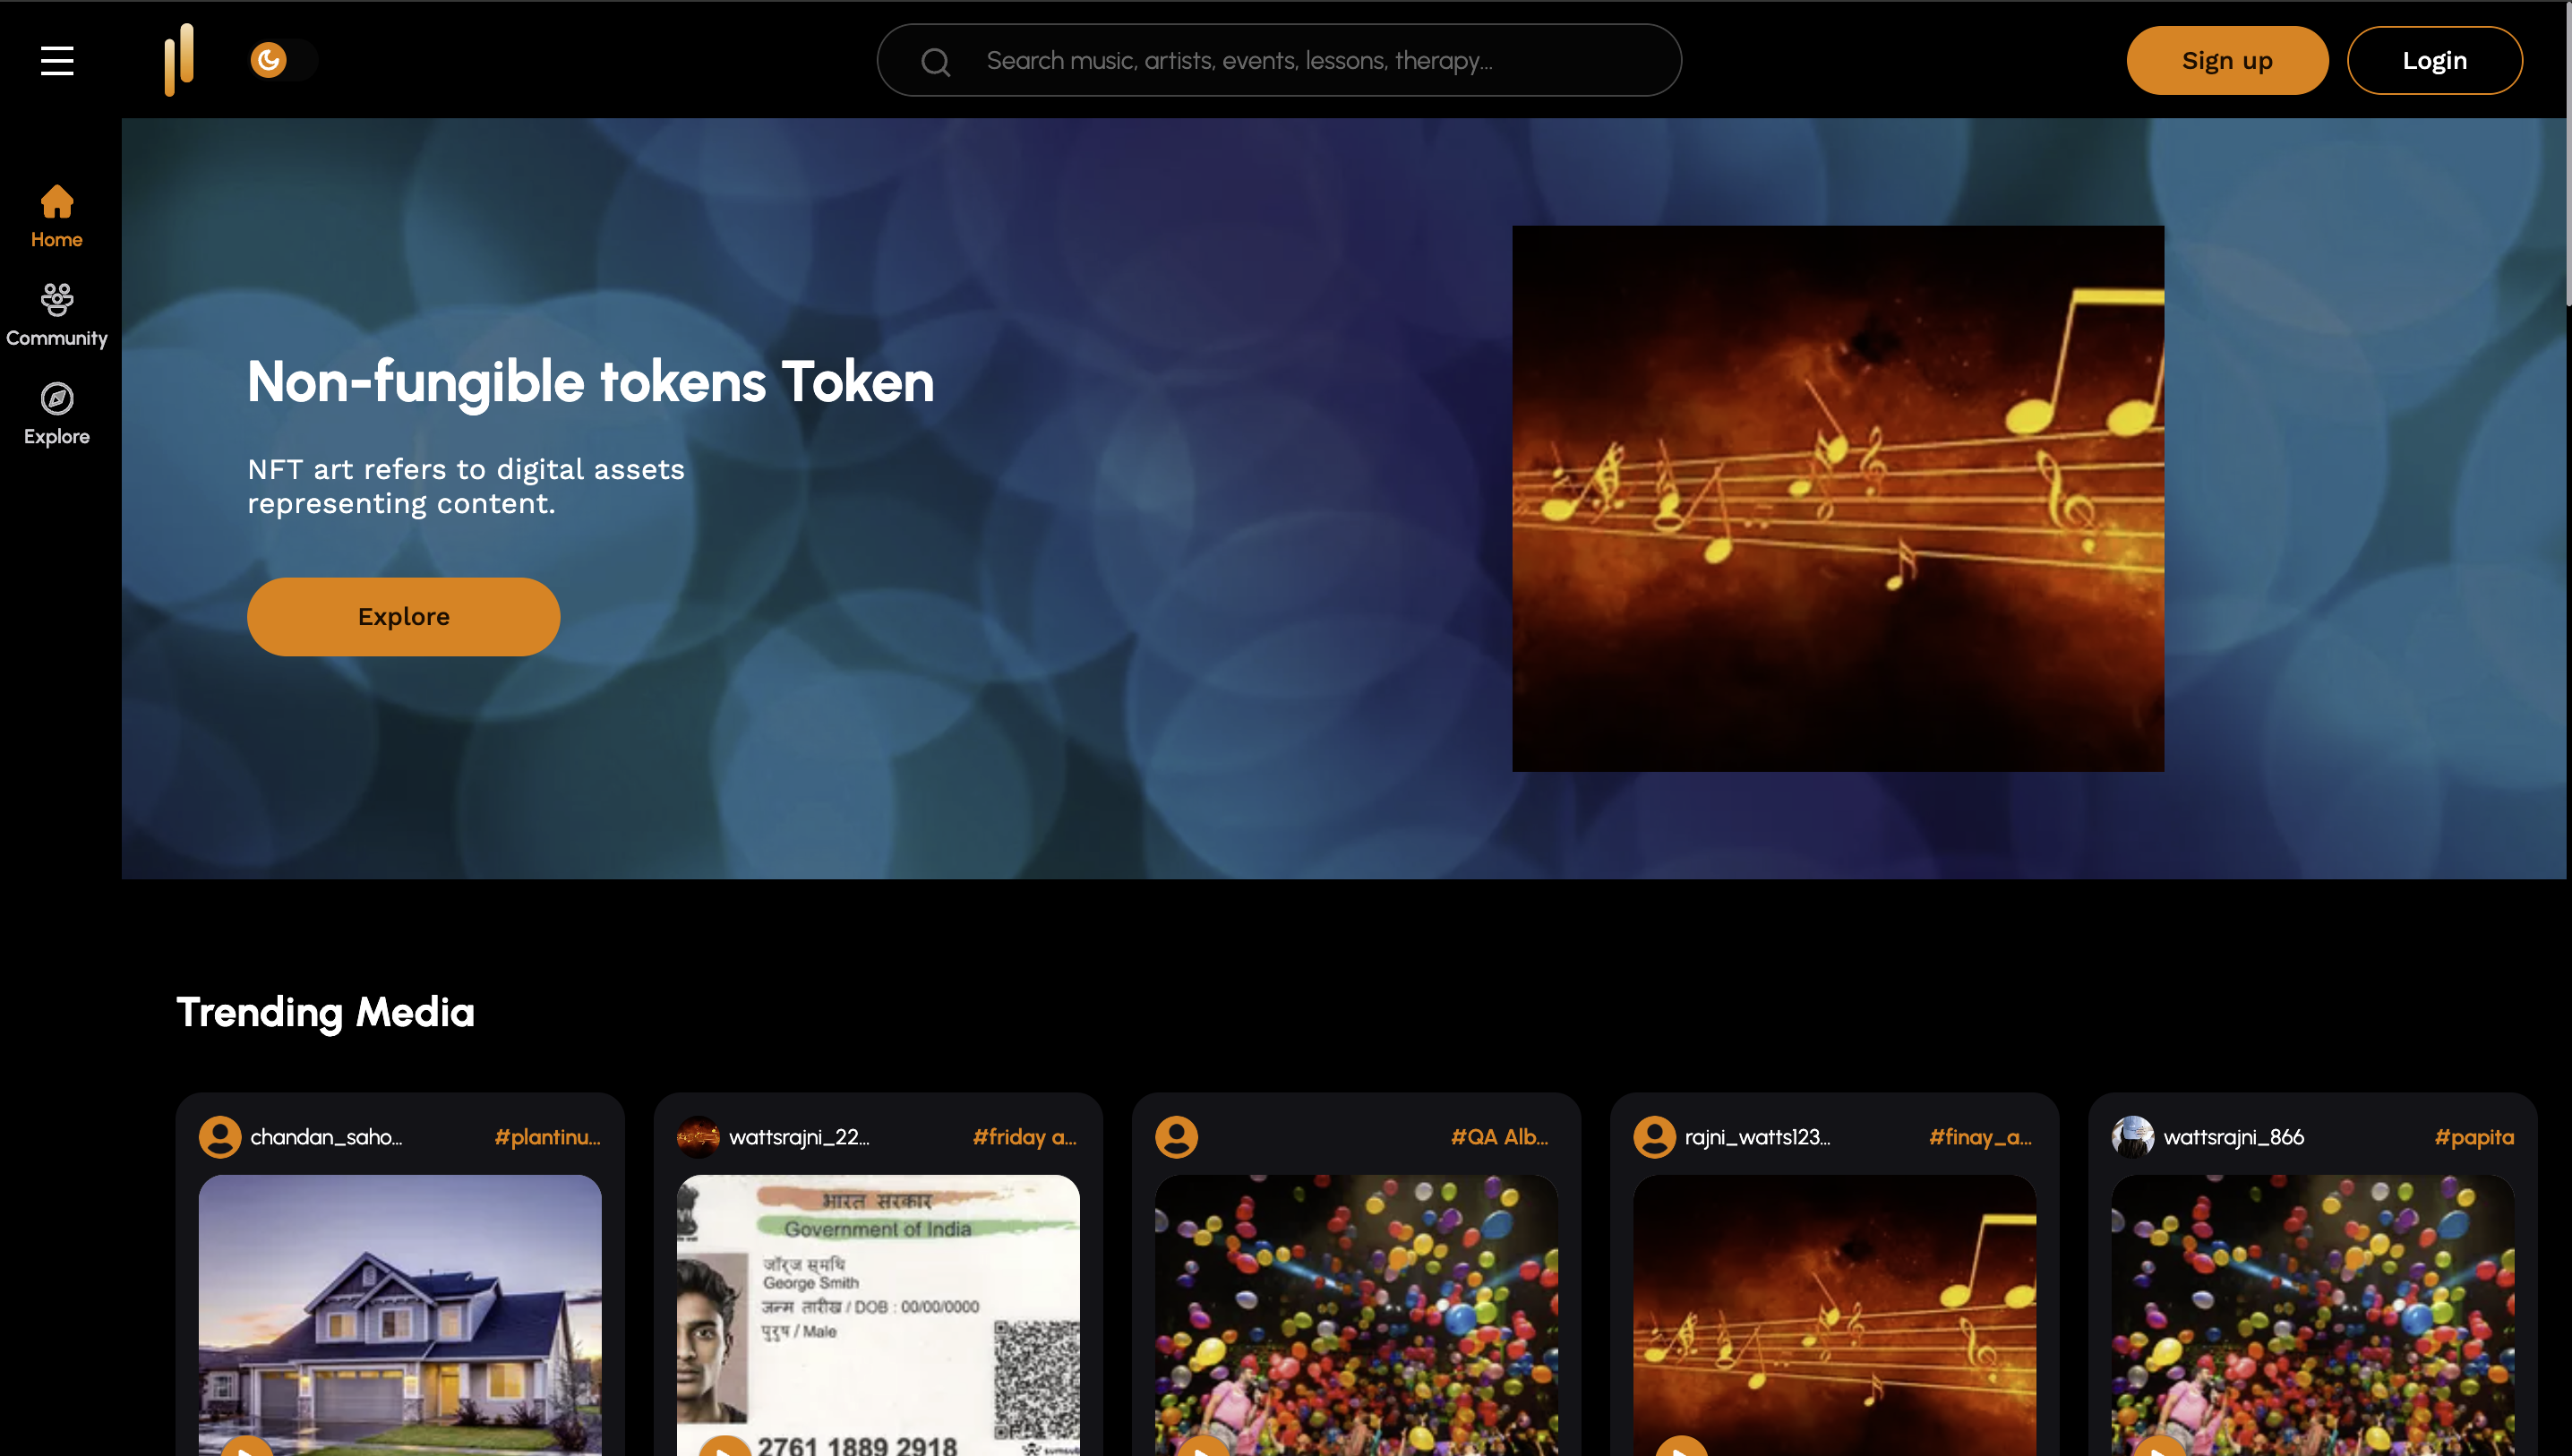 Search music, artists, events, lessons, therapy...
Sign up
Login
Home
Community
Explore
Non-fungible tokens Token
NFT art refers to digital assets
representing content.
Explore
Trending Media
chandan_saho...
#plantinu...
wattsrajni_22...
#friday a...
#QA Alb...
rajni_watts123...
#finay_a...
wattsrajni_866
#papita
भारत सरकार
Government of India
जॉर्ज स्मिथ
George Smith
जन्म तारीख / DOB : 00/00/0000
पुरुष / Male
2761 1889 2918